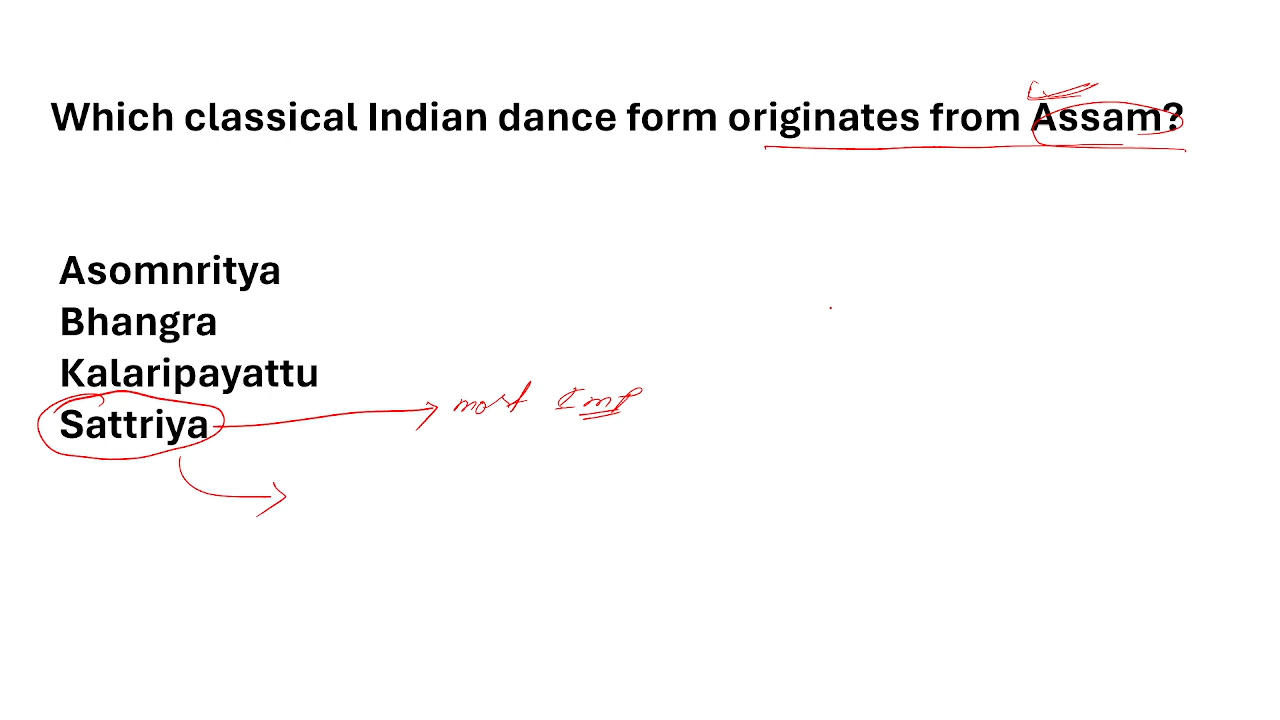 Which classical Indian dance form originates from Assam?
Asomnritya
Bhangra
Kalaripayattu
Sattriya
most Imp